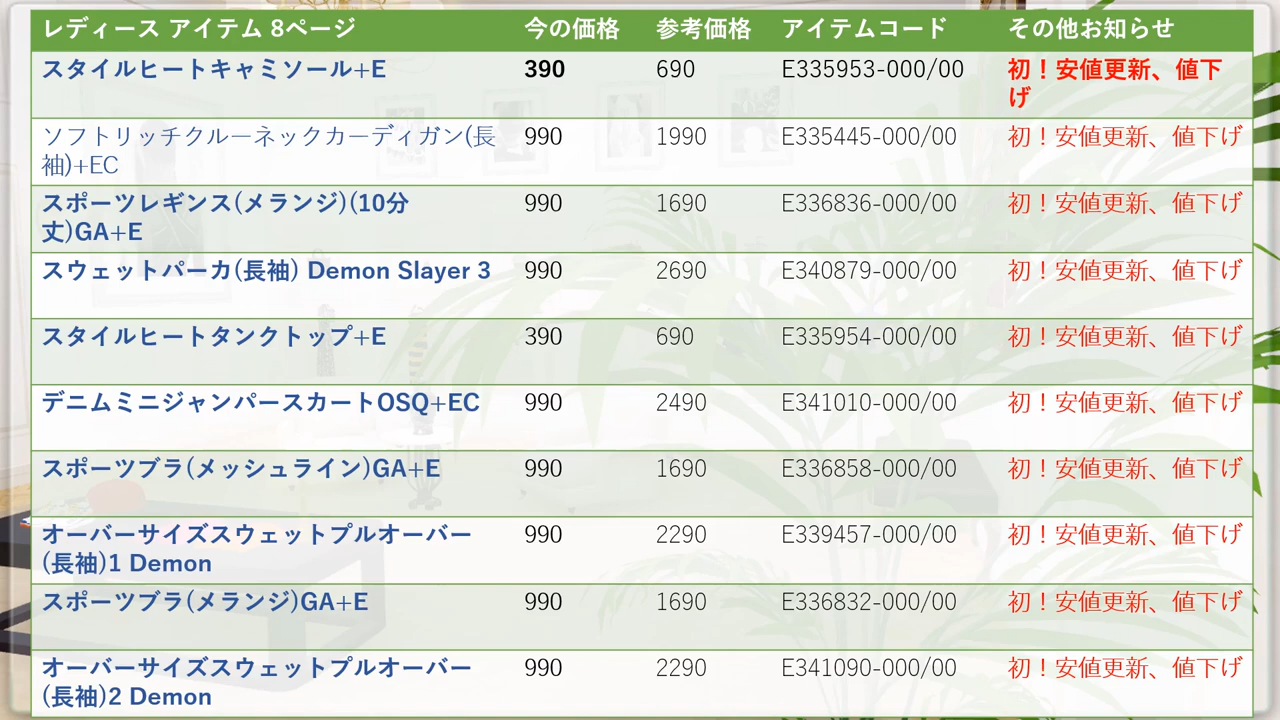 レディース アイテム 8ページ 今の価格 参考価格 アイテムコード その他お知らせ
スタイルヒートキャミソール+E 390 690 E335953-000/00 初！安値更新、値下
げ
ソフトリッチクルーネックカーディガン(長 990 1990 E335445-000/00 初！安値更新、値下げ
袖)+EC
スポーツレギンス(メランジ)(10分 990 1690 E336836-000/00 初！安値更新、値下げ
丈)GA+E
スウェットパーカ(長袖) Demon Slayer 3 990 2690 E340879-000/00 初！安値更新、値下げ
スタイルヒートタンクトップ+E 390 690 E335954-000/00 初！安値更新、値下げ
デニムミニジャンパースカートOSQ+EC 990 2490 E341010-000/00 初！安値更新、値下げ
スポーツブラ(メッシュライン)GA+E 990 1690 E336858-000/00 初！安値更新、値下げ
オーバーサイズスウェットプルオーバー 990 2290 E339457-000/00 初！安値更新、値下げ
(長袖)1 Demon
スポーツブラ(メランジ)GA+E 990 1690 E336832-000/00 初！安値更新、値下げ
オーバーサイズスウェットプルオーバー 990 2290 E341090-000/00 初！安値更新、値下げ
(長袖)2 Demon